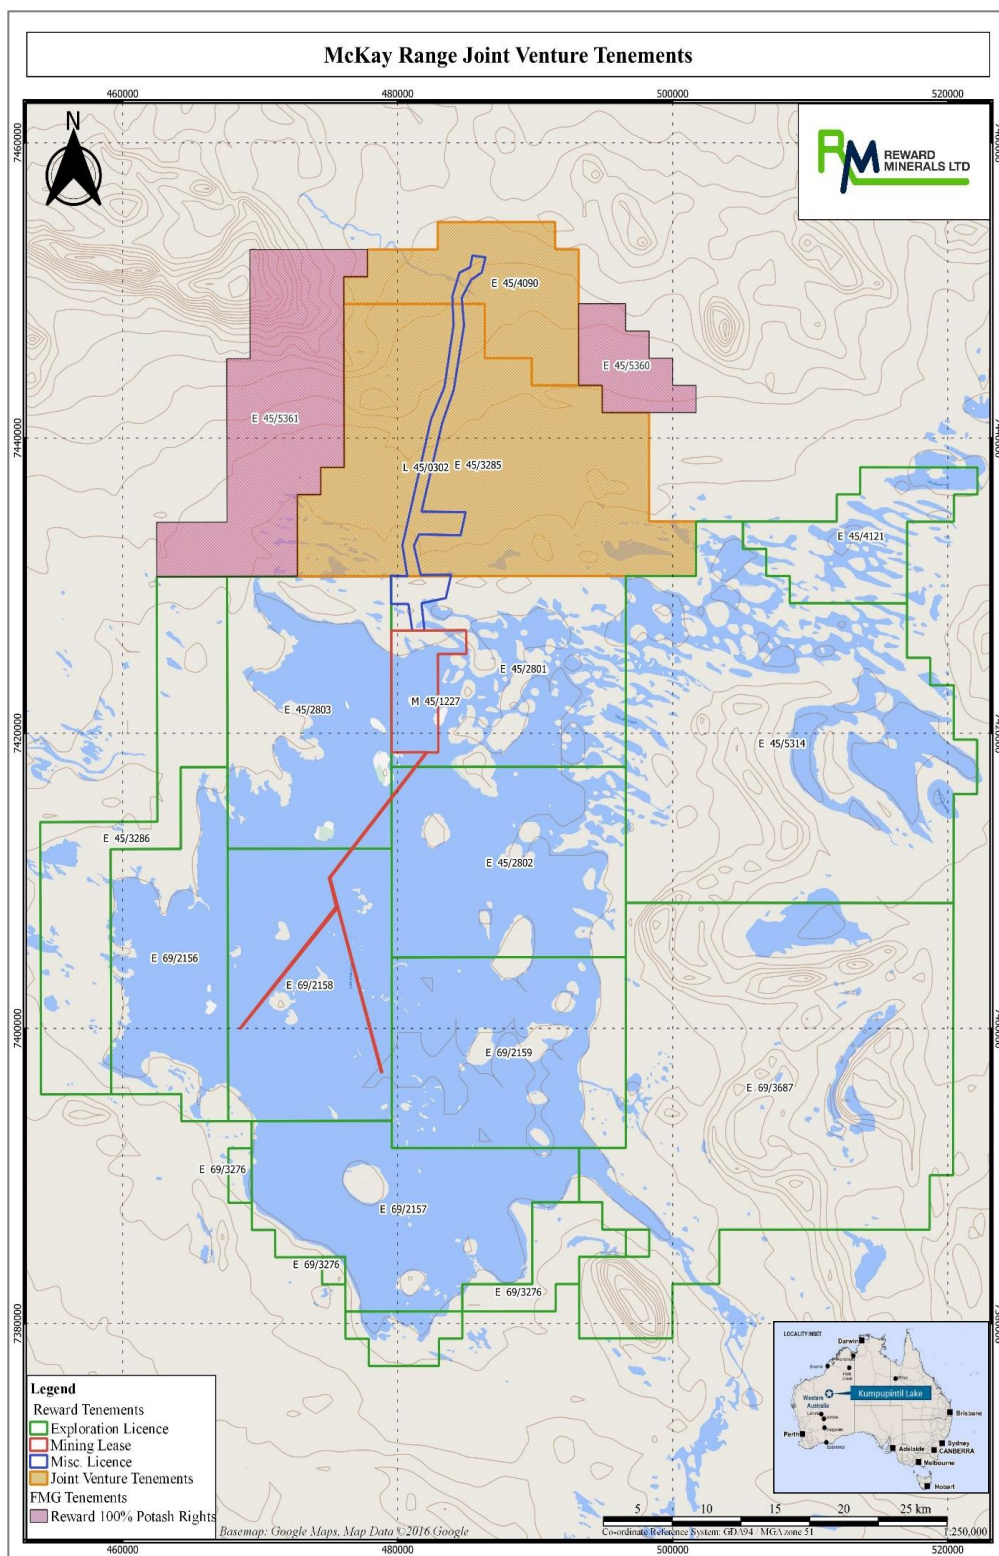 McKay Range Joint Venture Tenements
460000 480000 500000 520000
N
7460000
REWARD
MINERALS LTD
RM
E 45/4090
E 45/5360
E 45/5361
7440000
L 45/0302
E 45/3285
E 45/4121
E 45/2801
M 45/1227
E 45/2803
7420000
E 45/5314
E 45/3286
E 45/2802
E 69/2156
E 69/2158
7400000
E 69/2159
E 69/3687
E 69/3276
E 69/2157
E 69/3276
E 69/3276
7380000
LOCALITY INSET
Darwin
Broome
Kumpupintil Lake
Western
Australia
Brisbane
Perth
Sydney
CANBERRA
Adelaide
Melbourne
Hobart
Legend
Reward Tenements
Exploration Licence
Mining Lease
Misc. Licence
Joint Venture Tenements
FMG Tenements
Reward 100% Potash Rights
Basemap: Google Maps, Map Data ©2016 Google
5 10 15 20 25 km
Co-ordinate Reference System: GDA94 / MGA zone 51
1:250,000
460000 480000 500000 520000